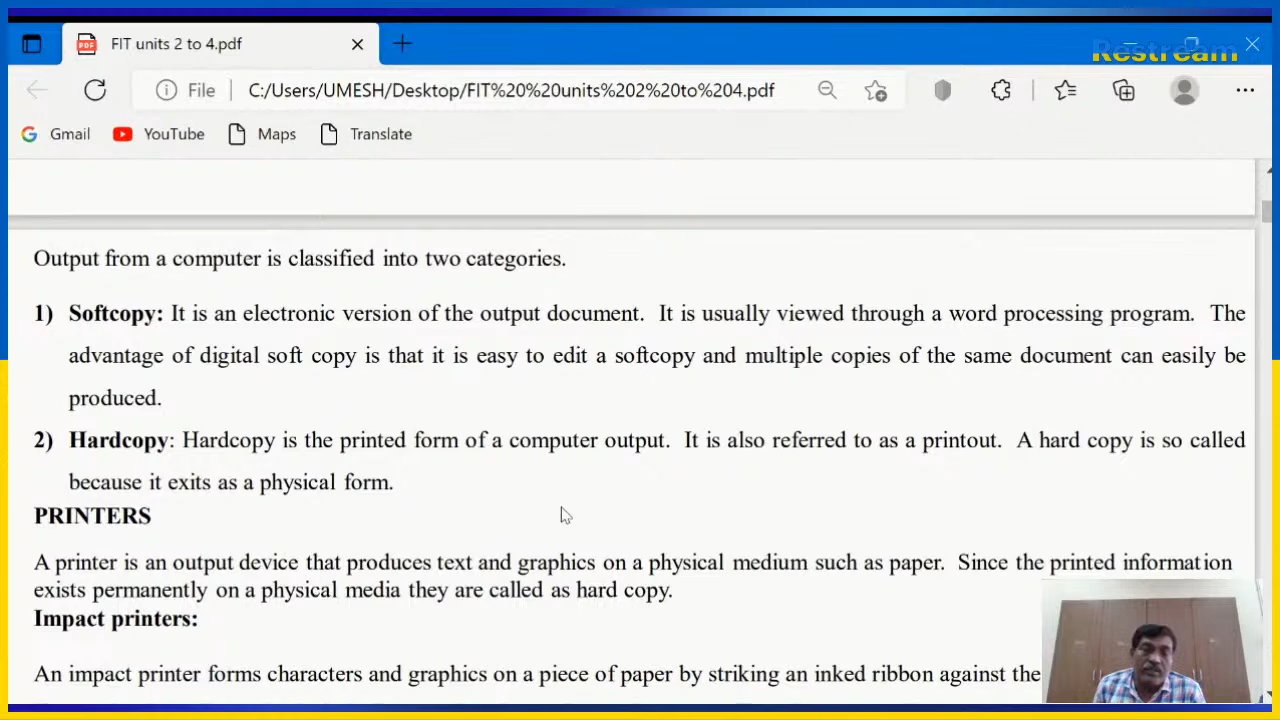 FIT units 2 to 4.pdf
Restream
File
C:/Users/UMESH/Desktop/FIT%20%20units%202%20to%204.pdf
Gmail YouTube Maps Translate
Output from a computer is classified into two categories.
1) Softcopy: It is an electronic version of the output document. It is usually viewed through a word processing program. The
advantage of digital soft copy is that it is easy to edit a softcopy and multiple copies of the same document can easily be
produced.
2) Hardcopy: Hardcopy is the printed form of a computer output. It is also referred to as a printout. A hard copy is so called
because it exits as a physical form.
PRINTERS
A printer is an output device that produces text and graphics on a physical medium such as paper. Since the printed information
exists permanently on a physical media they are called as hard copy.
Impact printers:
An impact printer forms characters and graphics on a piece of paper by striking an inked ribbon against the